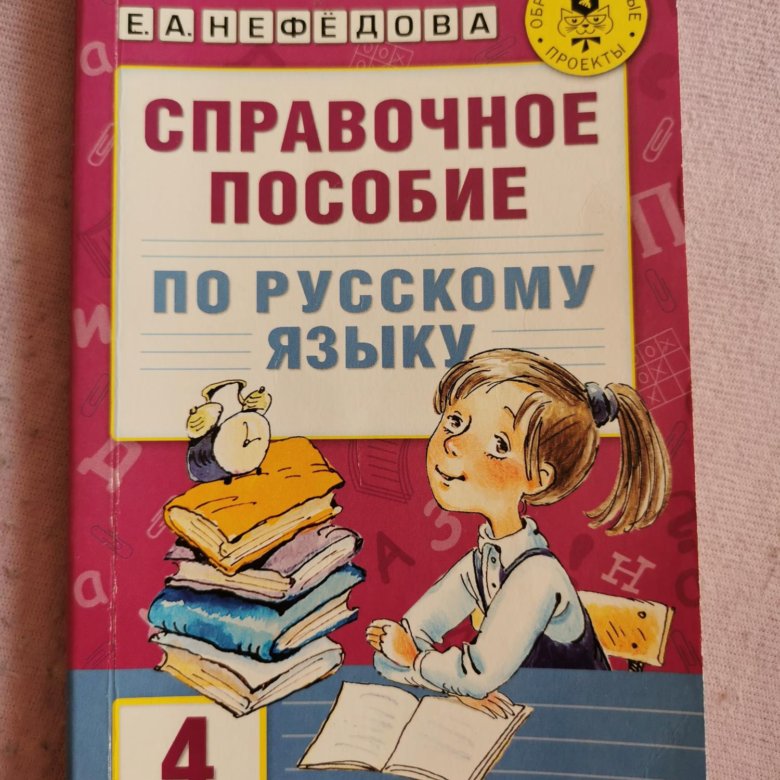 Е.А. НЕФЁДОВА
ПРОЕКТЫ
СПРАВОЧНОЕ
ПОСОБИЕ
ПО РУССКОМУ
ЯЗЫКУ
4